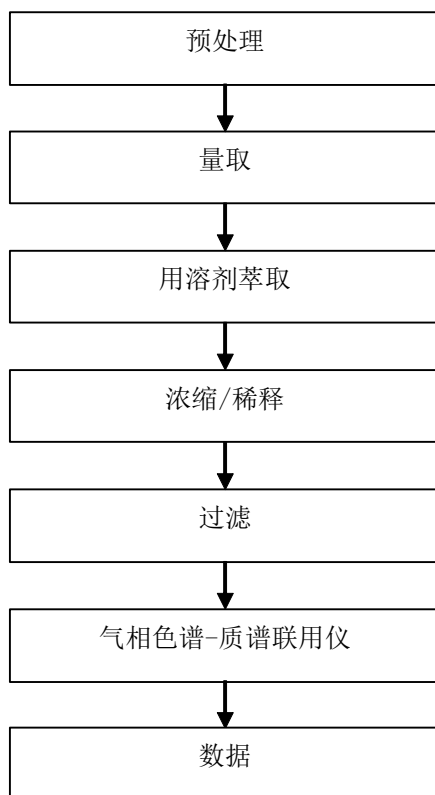 预处理
量取
用溶剂萃取
浓缩/稀释
过滤
气相色谱-质谱联用仪
数据